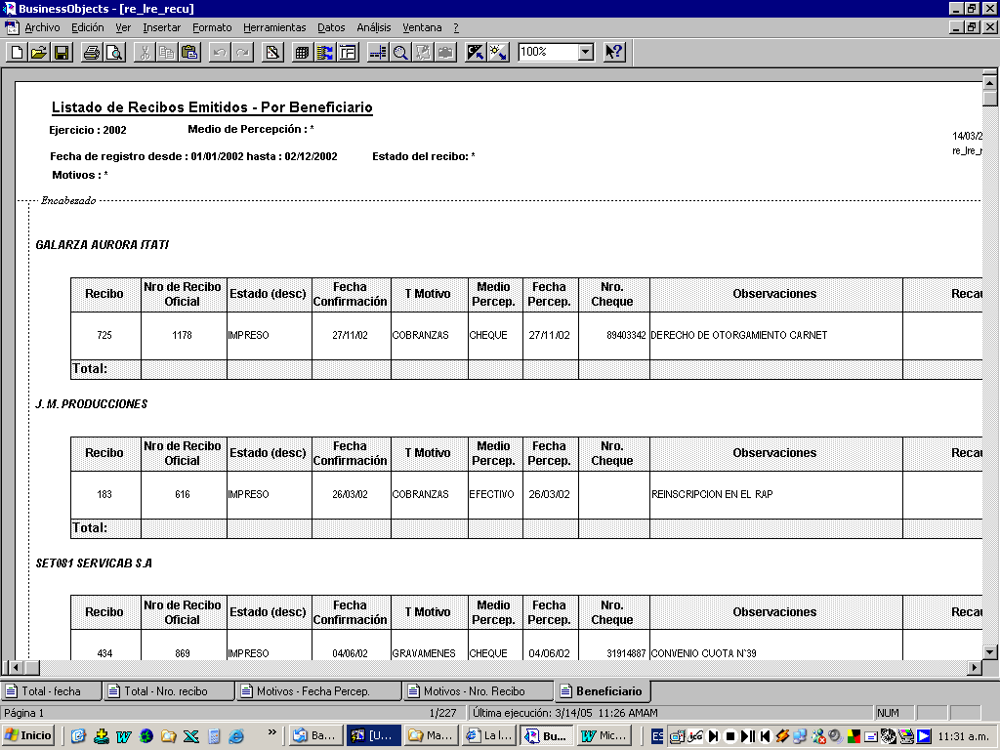 BusinessObjects - [re_lre_recu]
Archivo Edición Ver Insertar Formato Herramientas Datos Análisis Ventana ?
100%
Listado de Recibos Emitidos - Por Beneficiario
Ejercicio : 2002 Medio de Percepción : *
14/03/2
Fecha de registro desde : 01/01/2002 hasta : 02/12/2002 Estado del recibo: *
re_lre_r
Motivos : *
Encabezado
GALARZA AURORA ITATI
Recibo Nro de Recibo Oficial Estado (desc) Fecha Confirmación T Motivo Medio Percep. Fecha Percep. Nro. Cheque Observaciones Recau
725 1178 IMPRESO 27/11/02 COBRANZAS CHEQUE 27/11/02 89403342 DERECHO DE OTORGAMIENTO CARNET
Total:
J. M. PRODUCCIONES
Recibo Nro de Recibo Oficial Estado (desc) Fecha Confirmación T Motivo Medio Percep. Fecha Percep. Nro. Cheque Observaciones Reca
183 616 IMPRESO 26/03/02 COBRANZAS EFECTIVO 26/03/02 REINSCRIPCION EN EL RAP
Total:
SET081 SERVICAB S.A
Recibo Nro de Recibo Oficial Estado (desc) Fecha Confirmación T Motivo Medio Percep. Fecha Percep. Nro. Cheque Observaciones Recau
434 869 IMPRESO 04/06/02 GRAVAMENES CHEQUE 04/06/02 31914887 CONVENIO CUOTA N°39
Total - fecha Total - Nro. recibo Motivos - Fecha Percep. Motivos - Nro. Recibo Beneficiario
Página 1 1/227 Última ejecución: 3/14/05 11:26 AMAM NUM
Inicio » Ba... [U... Ma... La l... Bu... Mic... ES 11:31 a.m.